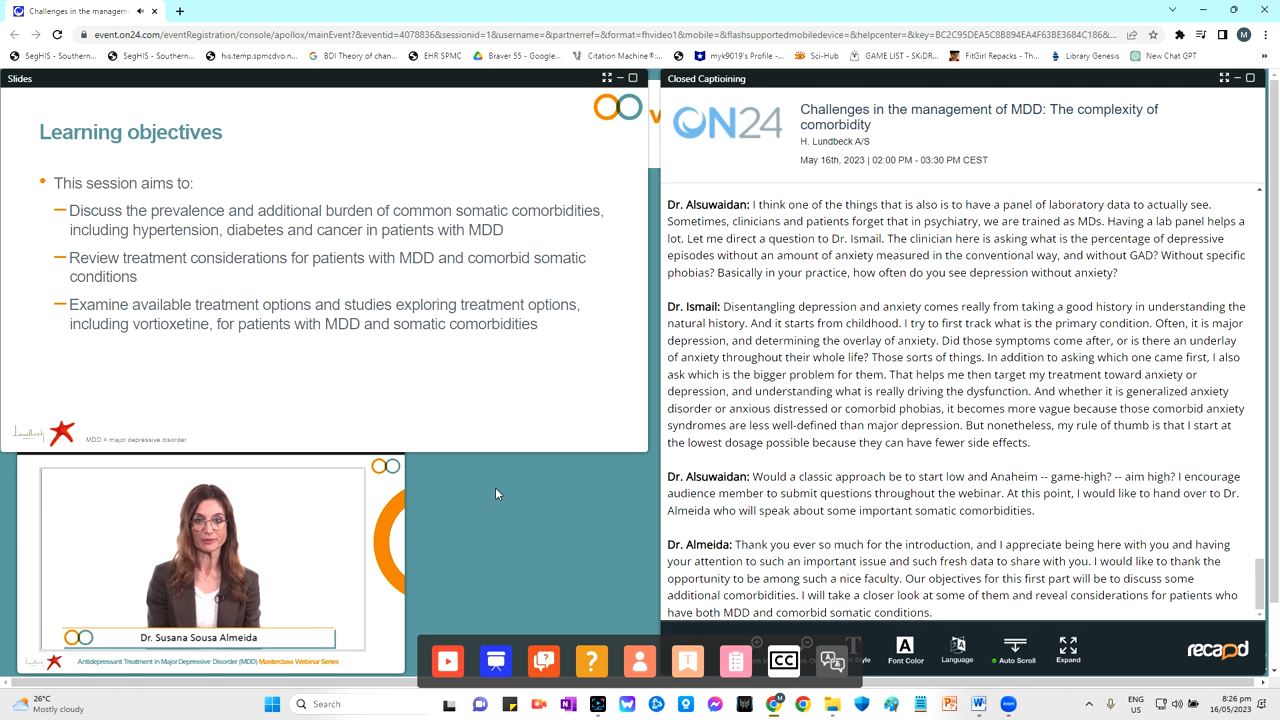 Challenges in the managem
event.on24.com/eventRegistration/console/apollox/mainEvent?&eventid=4078836&sessionid=1&username=&partnerref=&format=fhvideo1&mobile=&flashsupportedmobiledevice=&helpcenter=&key=BC2C95DEA5C8B894EA4F63BE3684C186&...
M
SegHIS - Southern...
SegHIS - Southern...
his.temp.spmcdvo.n...
BDI Theory of chan...
EHR SPMC
Braver 55 - Google...
Citation Machine®:...
myk9019's Profile -...
Sci-Hub
GAME LIST - SKiDR...
FitGirl Repacks - Th...
Library Genesis
New Chat GPT
Slides
Learning objectives
• This session aims to:
– Discuss the prevalence and additional burden of common somatic comorbidities,
including hypertension, diabetes and cancer in patients with MDD
– Review treatment considerations for patients with MDD and comorbid somatic
conditions
– Examine available treatment options and studies exploring treatment options,
including vortioxetine, for patients with MDD and somatic comorbidities
Lundbeck
MDD = major depressive disorder
Dr. Susana Sousa Almeida
Antidepressant Treatment in Major Depressive Disorder (MDD) Masterclass Webinar Series
Closed Captioining
ON24
Challenges in the management of MDD: The complexity of
comorbidity
H. Lundbeck A/S
May 16th, 2023 | 02:00 PM - 03:30 PM CEST
Dr. Alsuwaidan: I think one of the things that is also is to have a panel of laboratory data to actually see.
Sometimes, clinicians and patients forget that in psychiatry, we are trained as MDs. Having a lab panel helps a
lot. Let me direct a question to Dr. Ismail. The clinician here is asking what is the percentage of depressive
episodes without an amount of anxiety measured in the conventional way, and without GAD? Without specific
phobias? Basically in your practice, how often do you see depression without anxiety?
Dr. Ismail: Disentangling depression and anxiety comes really from taking a good history in understanding the
natural history. And it starts from childhood. I try to first track what is the primary condition. Often, it is major
depression, and determining the overlay of anxiety. Did those symptoms come after, or is there an underlay
of anxiety throughout their whole life? Those sorts of things. In addition to asking which one came first, I also
ask which is the bigger problem for them. That helps me then target my treatment toward anxiety or
depression, and understanding what is really driving the dysfunction. And whether it is generalized anxiety
disorder or anxious distressed or comorbid phobias, it becomes more vague because those comorbid anxiety
syndromes are less well-defined than major depression. But nonetheless, my rule of thumb is that I start at
the lowest dosage possible because they can have fewer side effects.
Dr. Alsuwaidan: Would a classic approach be to start low and Anaheim -- game-high? -- aim high? I encourage
audience member to submit questions throughout the webinar. At this point, I would like to hand over to Dr.
Almeida who will speak about some important somatic comorbidities.
Dr. Almeida: Thank you ever so much for the introduction, and I appreciate being here with you and having
your attention to such an important issue and such fresh data to share with you. I would like to thank the
opportunity to be among such a nice faculty. Our objectives for this first part will be to discuss some
additional comorbidities. I will take a closer look at some of them and reveal considerations for patients who
have both MDD and comorbid somatic conditions.
CC
Style
A
Font Color
Language
Auto Scroll
Expand
recapd
26°C
Mostly cloudy
Search
ENG
US
8:26 pm
16/05/2023